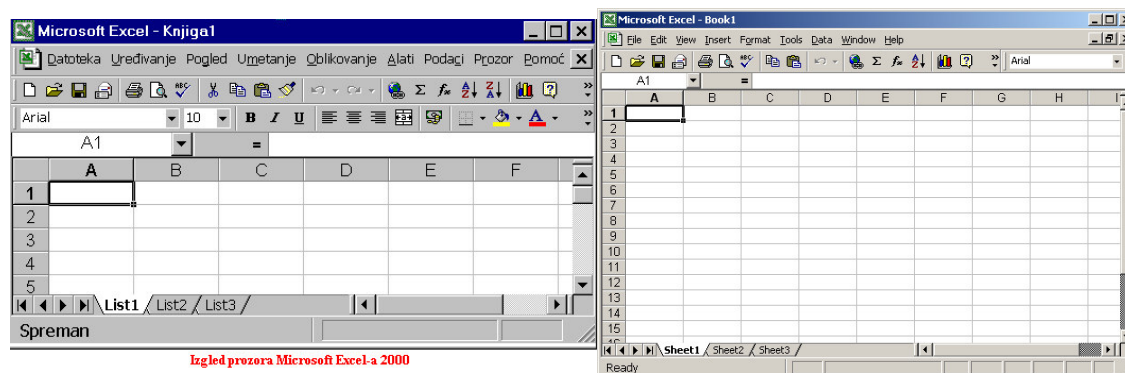 Microsoft Excel - Knjiga1
Datoteka Uređivanje Pogled Umetanje Oblikovanje Alati Podaci Prozor Pomoć
Arial 10 B I U
A1 =
A B C D E F
1
2
3
4
5
List1 List2 List3
Spreman
Izgled prozora Microsoft Excel-a 2000
Microsoft Excel - Book1
File Edit View Insert Format Tools Data Window Help
Arial
A1 =
A B C D E F G H I
1
2
3
4
5
6
7
8
9
10
11
12
13
14
15
16
Sheet1 Sheet2 Sheet3
Ready